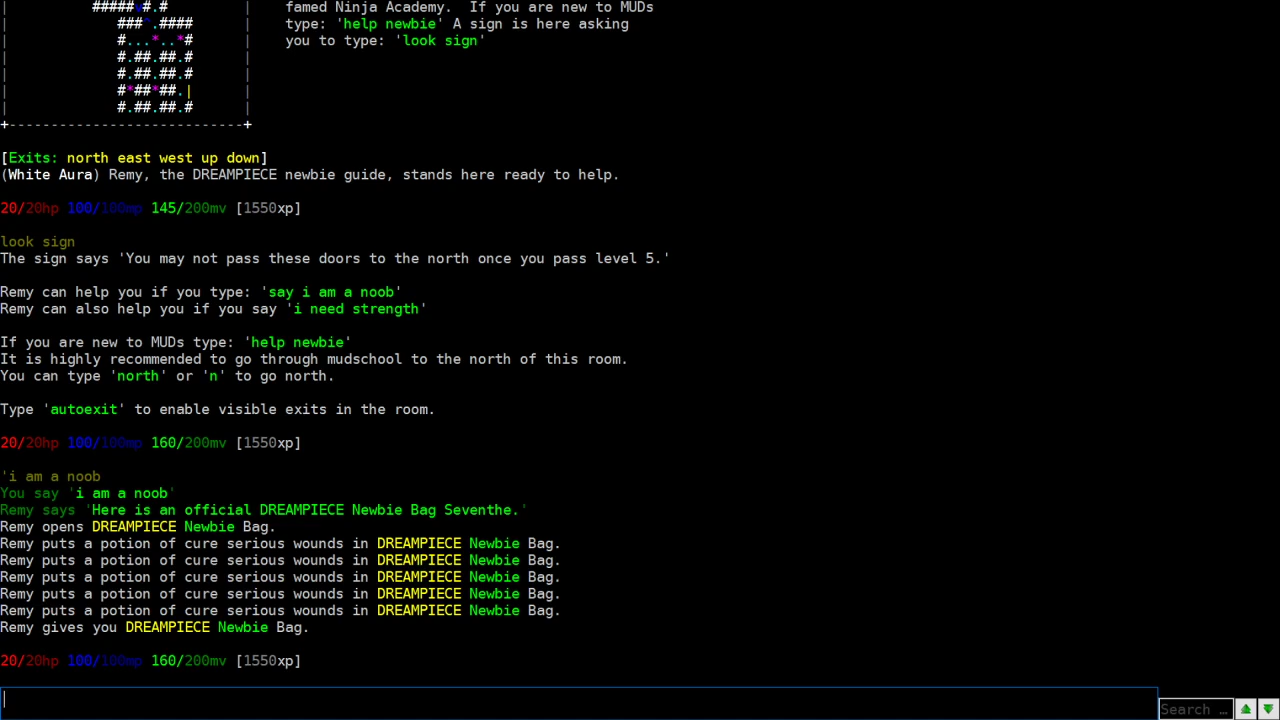 |            #####v#.#          |    famed Ninja Academy.  If you are new to MUDs
|             ###^.####      |    type: 'help newbie' A sign is here asking
|             #...*..*#      |    you to type: 'look sign'
|             #.##.##.#      |
|             #.##.##.#      |
|             #*##*##.|      |
|             #.##.##.#      |
+----------------------------+
[Exits: north east west up down]
(White Aura) Remy, the DREAMPIECE newbie guide, stands here ready to help.
20/20hp 100/100mp 145/200mv [1550xp]
look sign
The sign says 'You may not pass these doors to the north once you pass level 5.'
Remy can help you if you type: 'say i am a noob'
Remy can also help you if you say 'i need strength'
If you are new to MUDs type: 'help newbie'
It is highly recommended to go through mudschool to the north of this room.
You can type 'north' or 'n' to go north.
Type 'autoexit' to enable visible exits in the room.
20/20hp 100/100mp 160/200mv [1550xp]
'i am a noob
You say 'i am a noob'
Remy says 'Here is an official DREAMPIECE Newbie Bag Seventhe.'
Remy opens DREAMPIECE Newbie Bag.
Remy puts a potion of cure serious wounds in DREAMPIECE Newbie Bag.
Remy puts a potion of cure serious wounds in DREAMPIECE Newbie Bag.
Remy puts a potion of cure serious wounds in DREAMPIECE Newbie Bag.
Remy puts a potion of cure serious wounds in DREAMPIECE Newbie Bag.
Remy puts a potion of cure serious wounds in DREAMPIECE Newbie Bag.
Remy gives you DREAMPIECE Newbie Bag.
20/20hp 100/100mp 160/200mv [1550xp]
Search ...